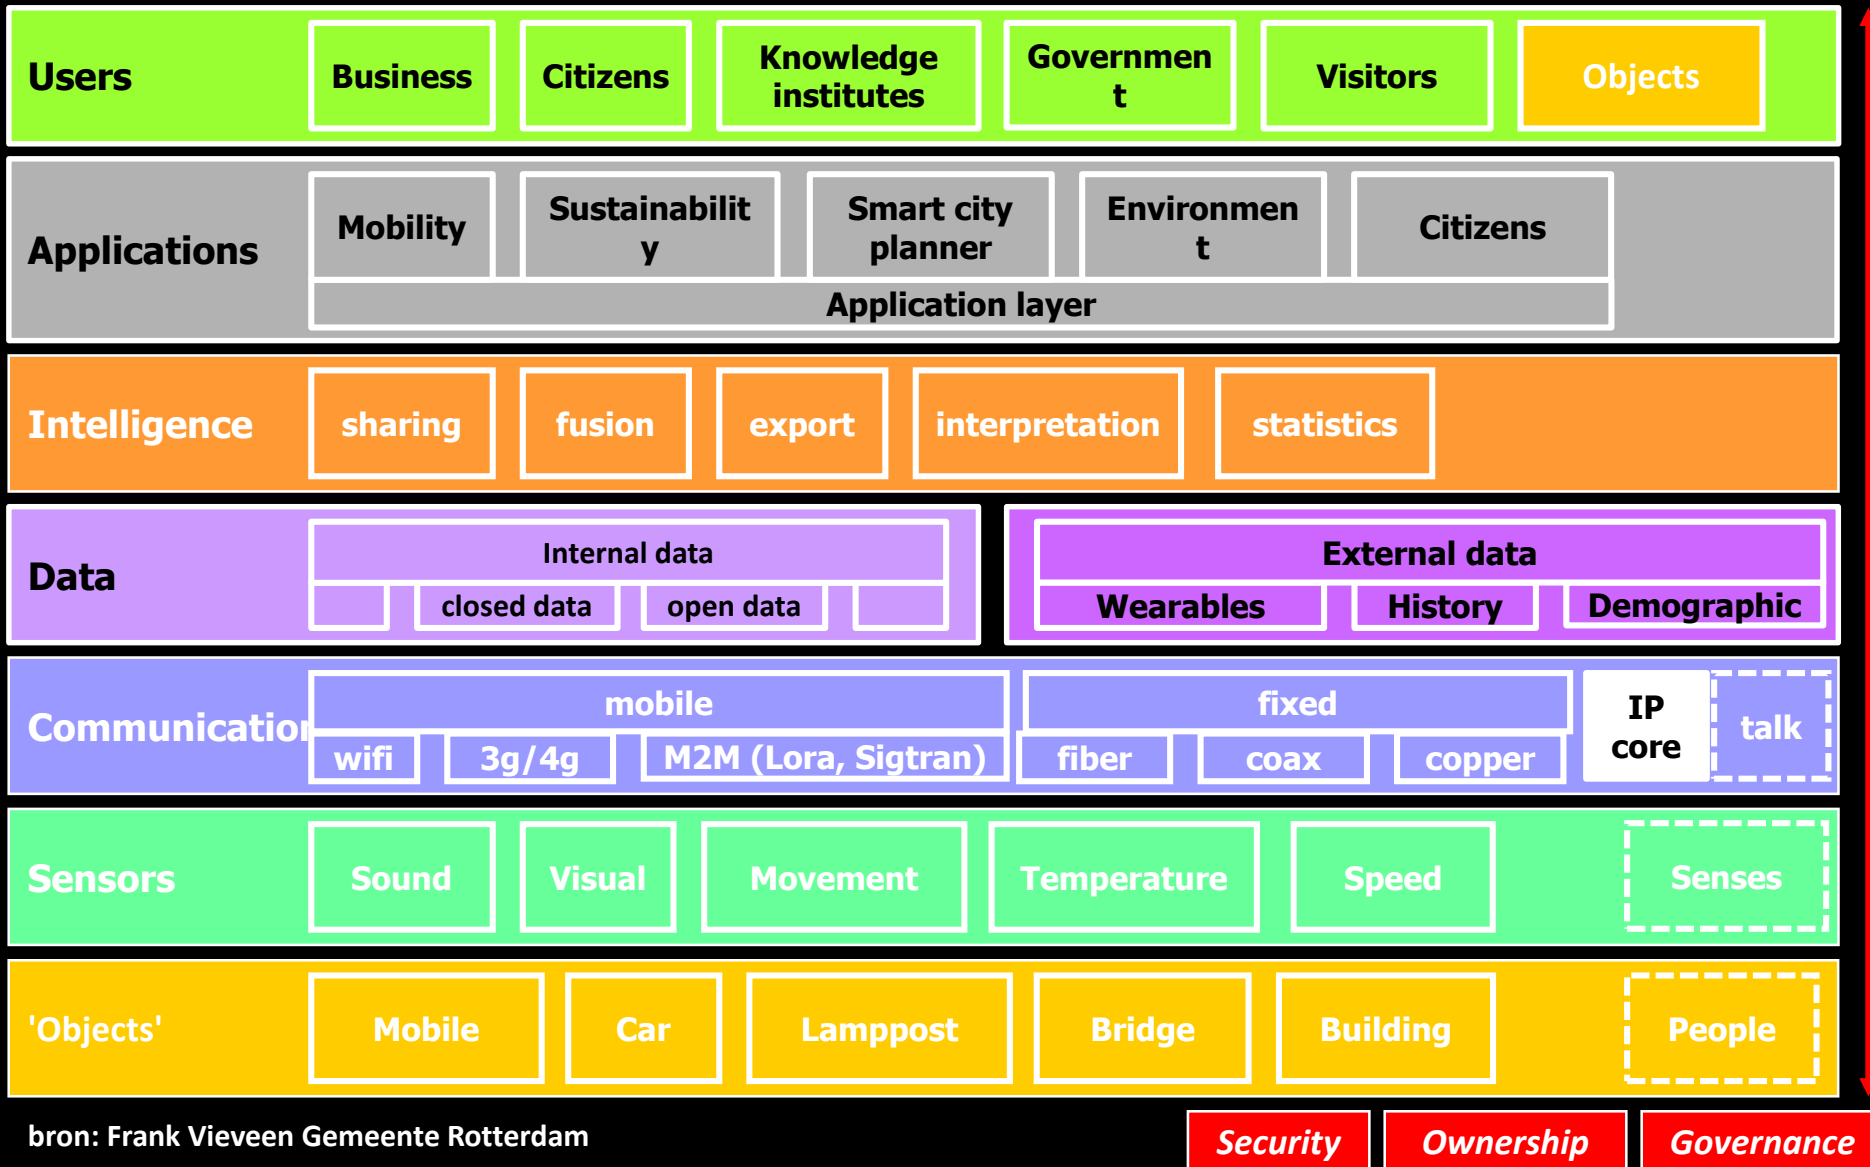 Users
Business
Citizens
Knowledge
institutes
Governmen
t
Visitors
Objects
Applications
Mobility
Sustainabilit
y
Smart city
planner
Environmen
t
Citizens
Application layer
Intelligence
sharing
fusion
export
interpretation
statistics
Data
Internal data
closed data
open data
External data
Wearables
History
Demographic
Communication
mobile
wifi
3g/4g
M2M (Lora, Sigtran)
fixed
fiber
coax
copper
IP
core
talk
Sensors
Sound
Visual
Movement
Temperature
Speed
Senses
'Objects'
Mobile
Car
Lamppost
Bridge
Building
People
bron: Frank Vieveen Gemeente Rotterdam
Security
Ownership
Governance